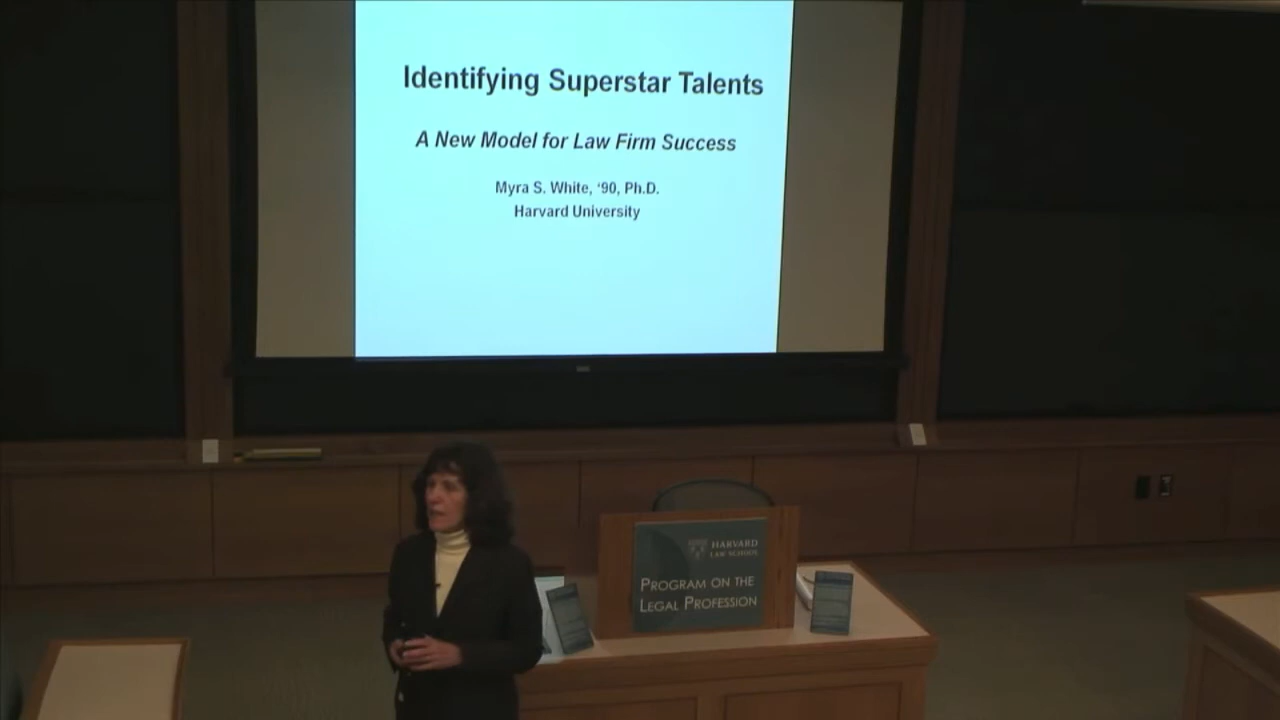 Identifying Superstar Talents
A New Model for Law Firm Success
Myra S. White, ‘90, Ph.D.
Harvard University
HARVARD
LAW SCHOOL
PROGRAM ON THE
LEGAL PROFESSION